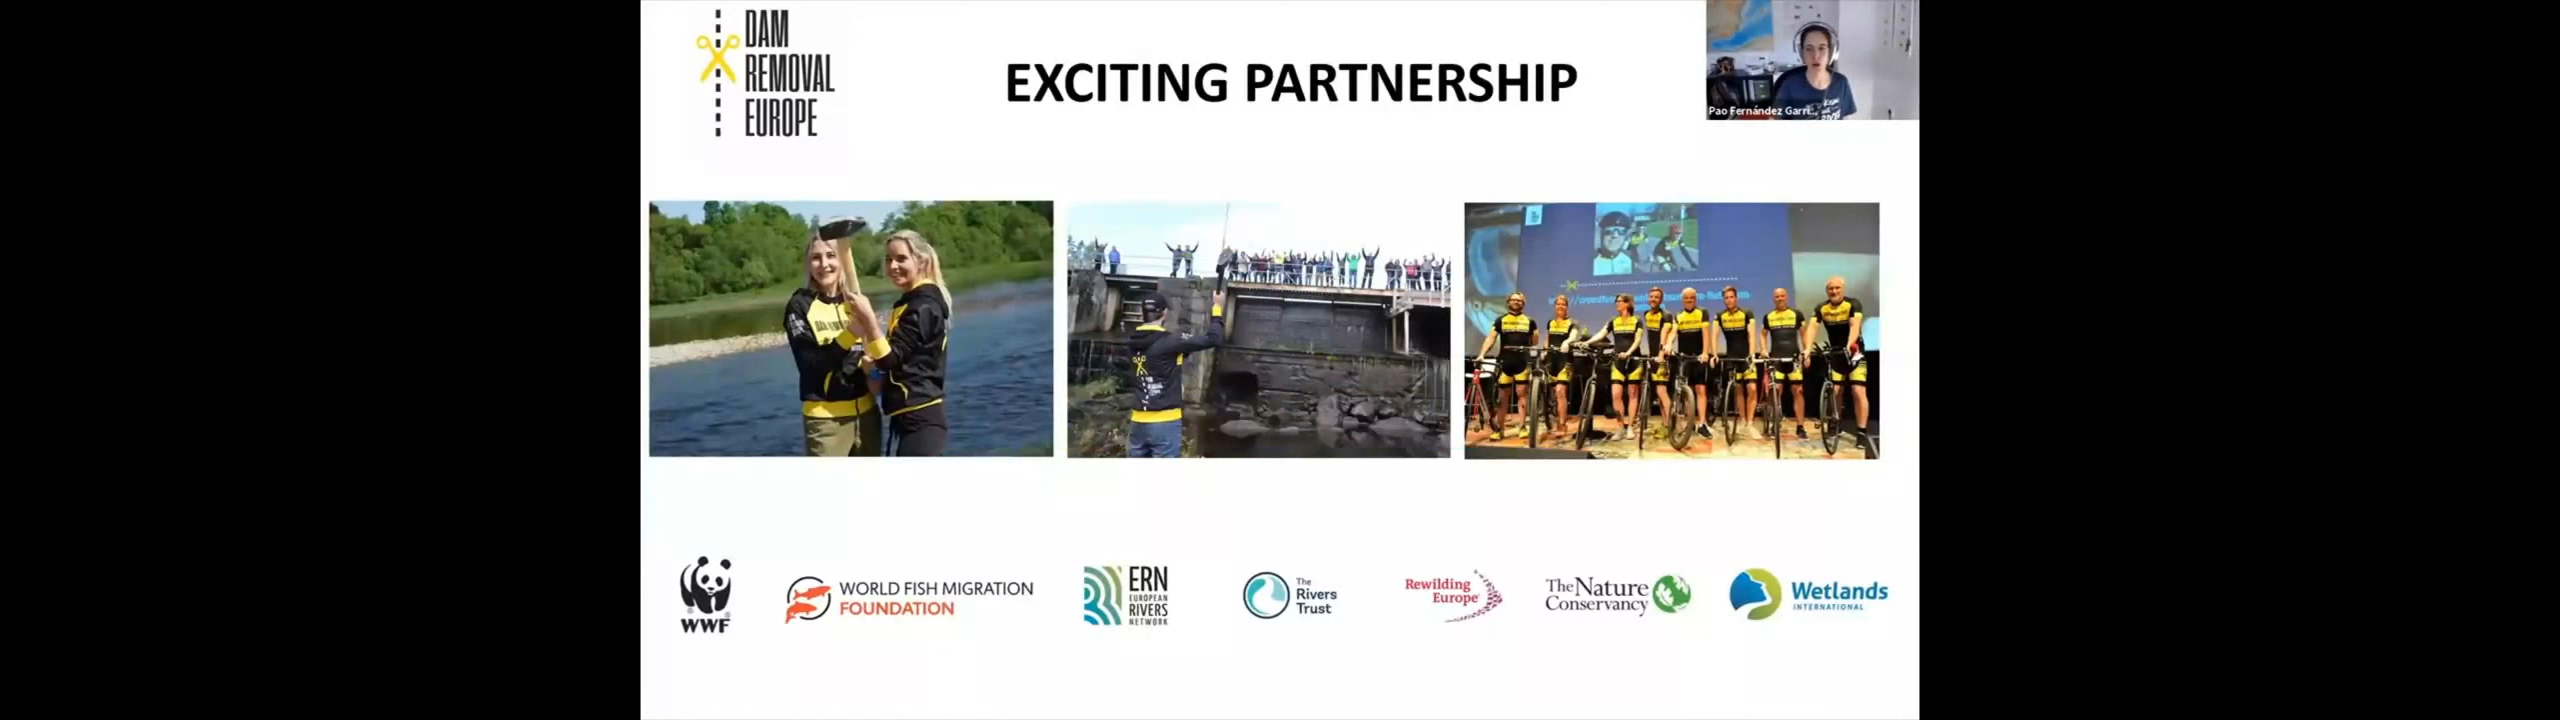 DAM
REMOVAL
EUROPE
EXCITING PARTNERSHIP
Pao Fernández Garri...
WWF
WORLD FISH MIGRATION
FOUNDATION
ERN
EUROPEAN
RIVERS
NETWORK
The
Rivers
Trust
Rewilding
Europe
The Nature
Conservancy
Wetlands
INTERNATIONAL